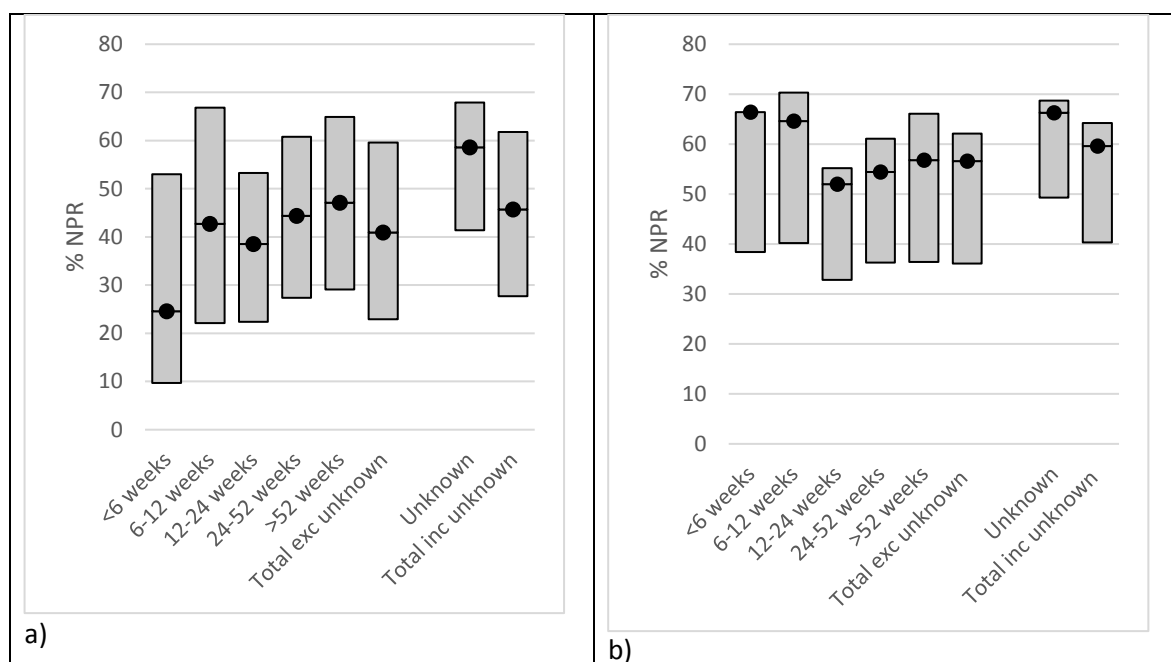 80
70
60
50
40
30
20
10
0
% NPR
<6 weeks
6-12 weeks
12-24 weeks
24-52 weeks
>52 weeks
Total exc unknown
Unknown
Total inc unknown
a)
80
70
60
50
40
30
20
10
0
% NPR
<6 weeks
6-12 weeks
12-24 weeks
24-52 weeks
>52 weeks
Total exc unknown
Unknown
Total inc unknown
b)